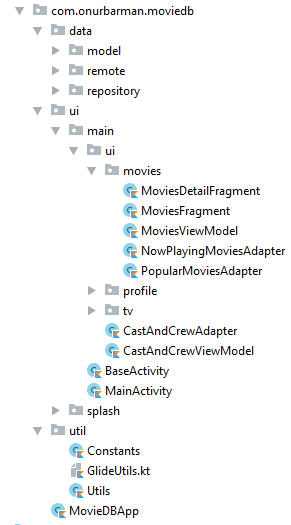 com.onurbarman.moviedb
data
model
remote
repository
ui
main
ui
movies
MoviesDetailFragment
MoviesFragment
MoviesViewModel
NowPlayingMoviesAdapter
PopularMoviesAdapter
profile
tv
CastAndCrewAdapter
CastAndCrewViewModel
BaseActivity
MainActivity
splash
util
Constants
GlideUtils.kt
Utils
MovieDBApp